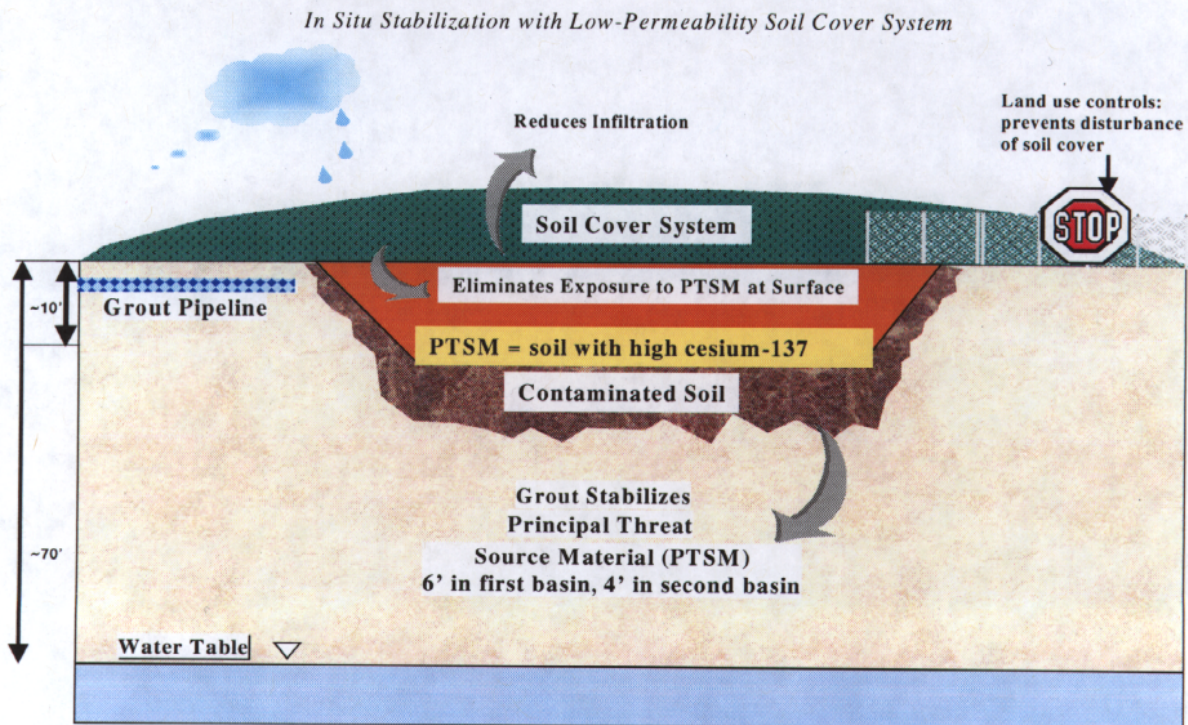 In Situ Stabilization with Low-Permeability Soil Cover System
Reduces Infiltration
Land use controls:
prevents disturbance
of soil cover
STOP
Soil Cover System
Eliminates Exposure to PTSM at Surface
~10'
Grout Pipeline
PTSM = soil with high cesium-137
Contaminated Soil
Grout Stabilizes
Principal Threat
Source Material (PTSM)
6' in first basin, 4' in second basin
~70'
Water Table